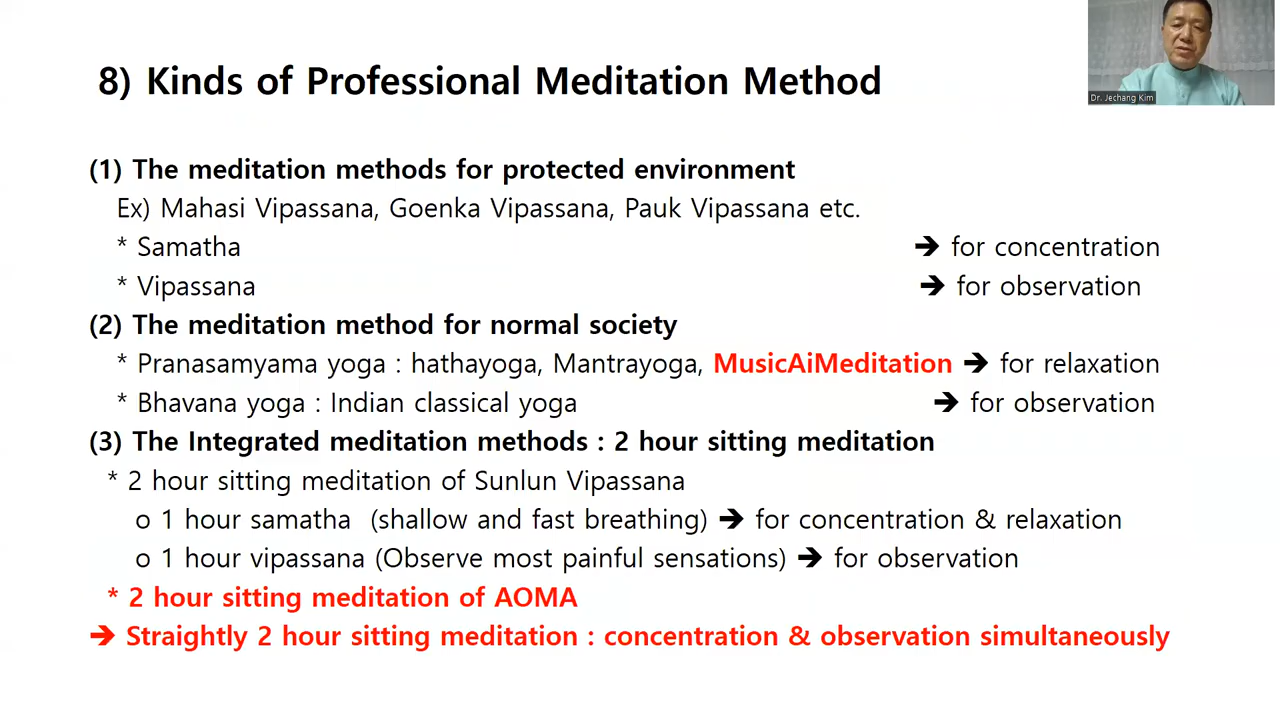 8) Kinds of Professional Meditation Method
Dr. Jechang Kim
(1) The meditation methods for protected environment
Ex) Mahasi Vipassana, Goenka Vipassana, Pauk Vipassana etc.
* Samatha ➔ for concentration
* Vipassana ➔ for observation
(2) The meditation method for normal society
* Pranasamyama yoga : hathayoga, Mantrayoga, MusicAiMeditation ➔ for relaxation
* Bhavana yoga : Indian classical yoga ➔ for observation
(3) The Integrated meditation methods : 2 hour sitting meditation
* 2 hour sitting meditation of Sunlun Vipassana
o 1 hour samatha (shallow and fast breathing) ➔ for concentration & relaxation
o 1 hour vipassana (Observe most painful sensations) ➔ for observation
* 2 hour sitting meditation of AOMA
➔ Straightly 2 hour sitting meditation : concentration & observation simultaneously